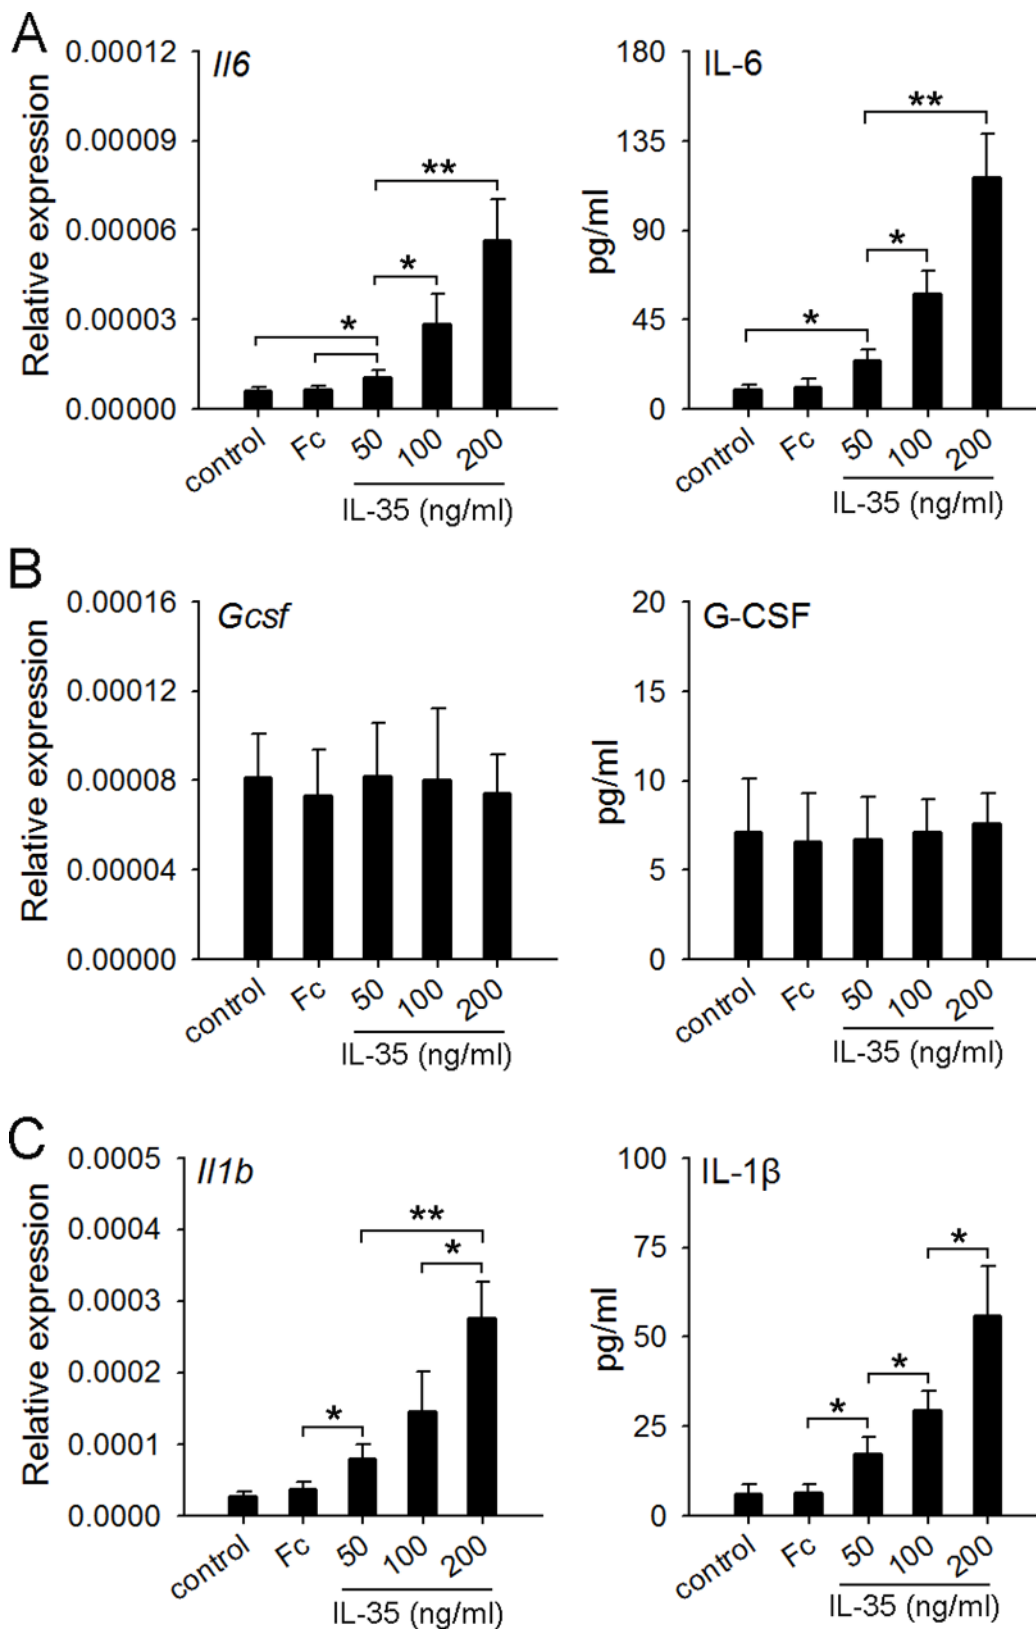 A
Il6
Relative expression
0.00012
0.00009
0.00006
0.00003
0.00000
**
*
*
control Fc 50 100 200
IL-35 (ng/ml)
IL-6
pg/ml
180
135
90
45
0
**
*
*
control Fc 50 100 200
IL-35 (ng/ml)
B
Gcsf
Relative expression
0.00016
0.00012
0.00008
0.00004
0.00000
control Fc 50 100 200
IL-35 (ng/ml)
G-CSF
pg/ml
20
15
10
5
0
control Fc 50 100 200
IL-35 (ng/ml)
C
Il1b
Relative expression
0.0005
0.0004
0.0003
0.0002
0.0001
0.0000
**
*
*
control Fc 50 100 200
IL-35 (ng/ml)
IL-1β
pg/ml
100
75
50
25
0
*
*
*
control Fc 50 100 200
IL-35 (ng/ml)